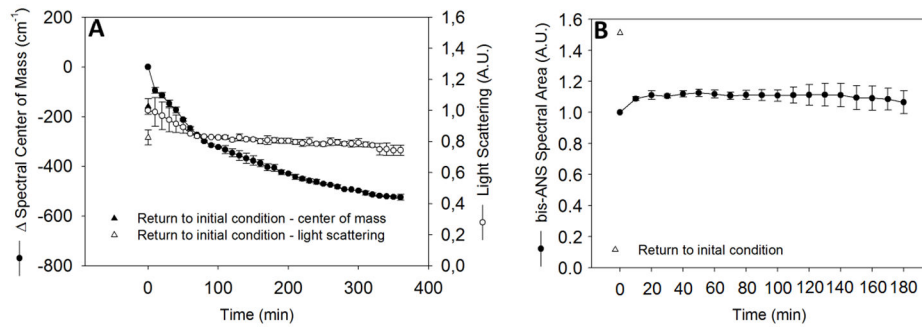 A
200
0
-200
-400
-600
-800
Δ Spectral Center of Mass (cm⁻¹)
1,6
1,4
1,2
1,0
0,8
0,6
0,4
0,2
0,0
Light Scattering (A.U.)
Return to initial condition - center of mass
Return to initial condition - light scattering
0 100 200 300 400
Time (min)
B
1.6
1.4
1.2
1.0
0.8
0.6
0.4
0.2
0.0
bis-ANS Spectral Area (A.U.)
Return to inital condition
0 20 40 60 80 100 120 140 160 180
Time (min)